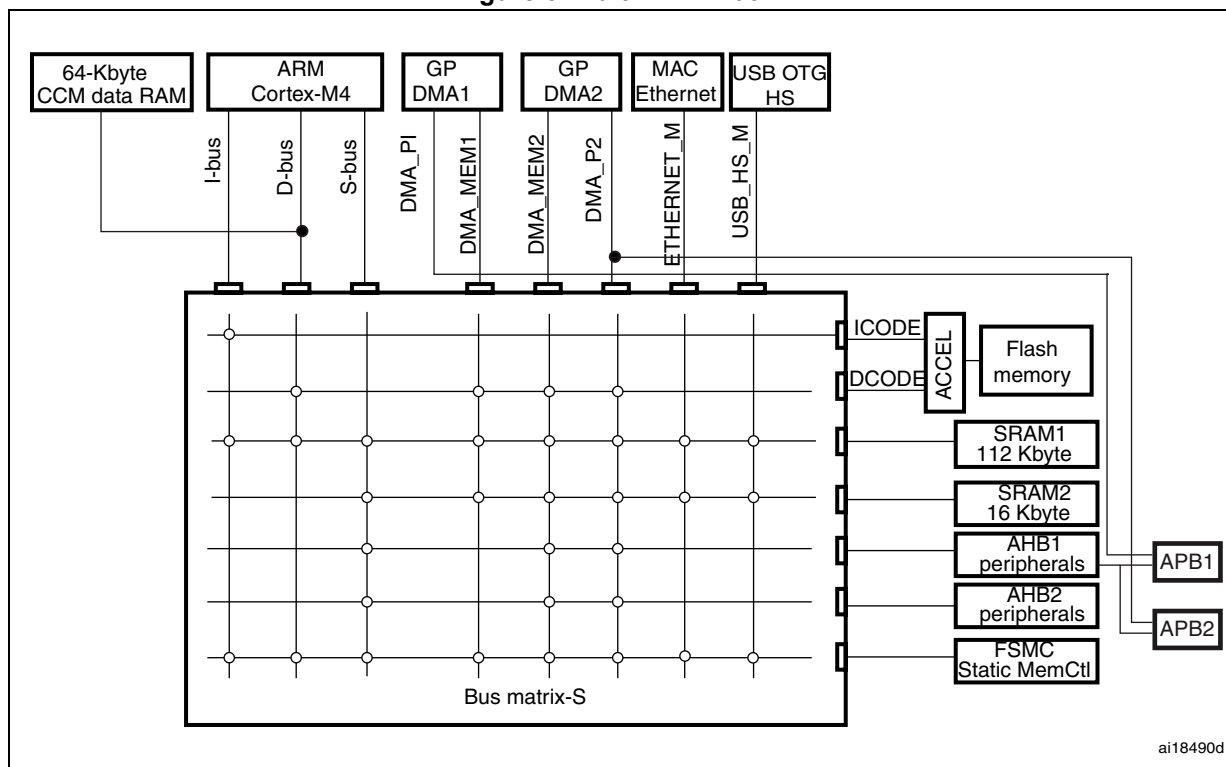 64-Kbyte
CCM data RAM
ARM
Cortex-M4
GP
DMA1
GP
DMA2
MAC
Ethernet
USB OTG
HS
I-bus
D-bus
S-bus
DMA_PI
DMA_MEM1
DMA_MEM2
DMA_P2
ETHERNET_M
USB_HS_M
ICODE
DCODE
ACCEL
Flash
memory
SRAM1
112 Kbyte
SRAM2
16 Kbyte
AHB1
peripherals
AHB2
peripherals
FSMC
Static MemCtl
APB1
APB2
Bus matrix-S
ai18490d